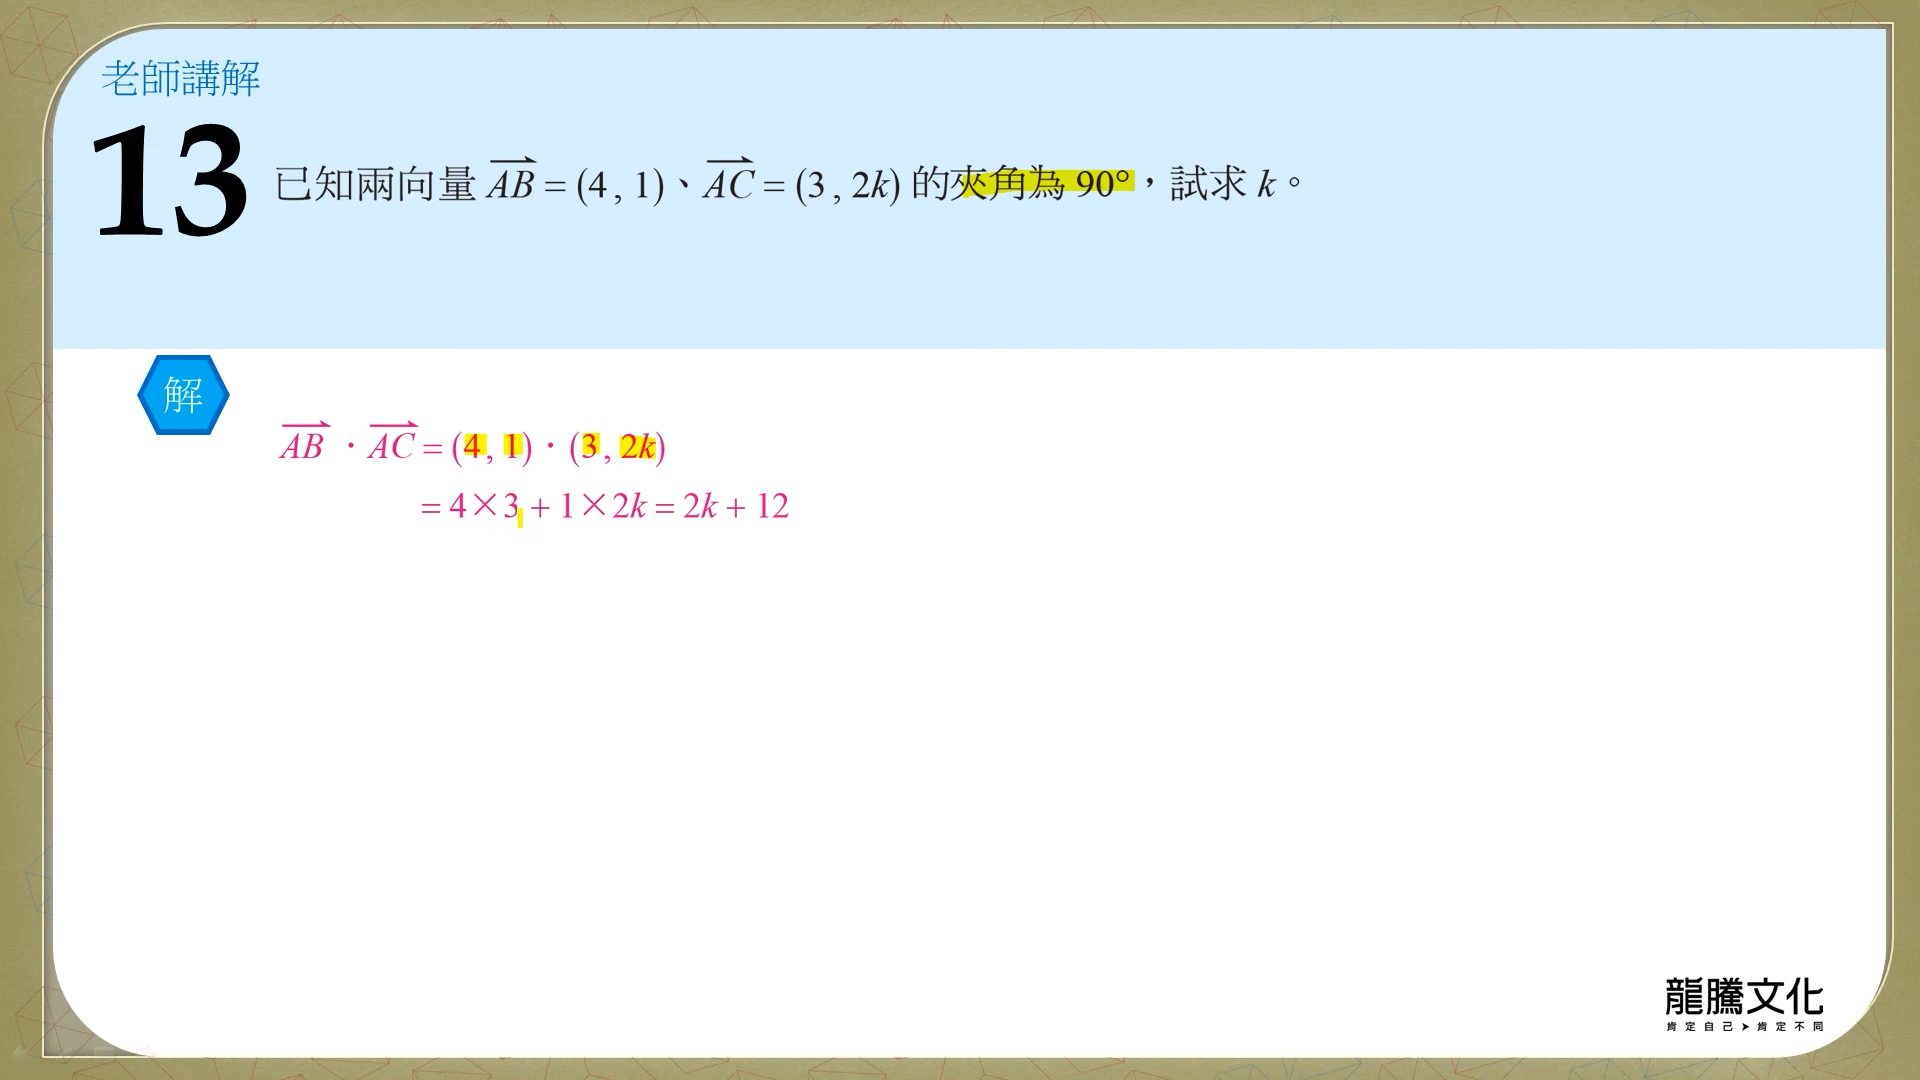 老師講解
13 已知兩向量 AB = (4 , 1)、AC = (3 , 2k) 的夾角為 90°，試求 k。
解
AB · AC = (4 , 1) · (3 , 2k)
= 4×3 + 1×2k = 2k + 12
龍騰文化
肯定自己➤肯定不同